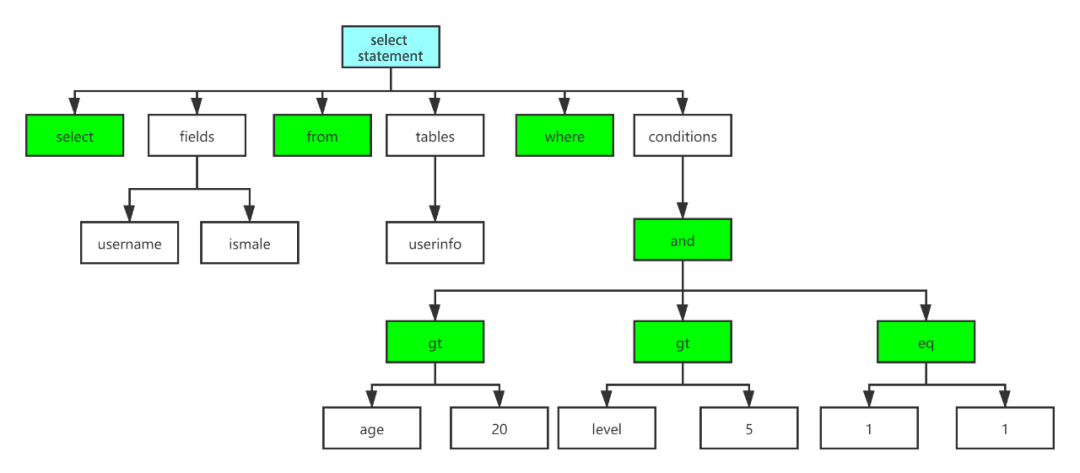 select
statement
select
fields
from
tables
where
conditions
username
ismale
userinfo
and
gt
gt
eq
age
20
level
5
1
1